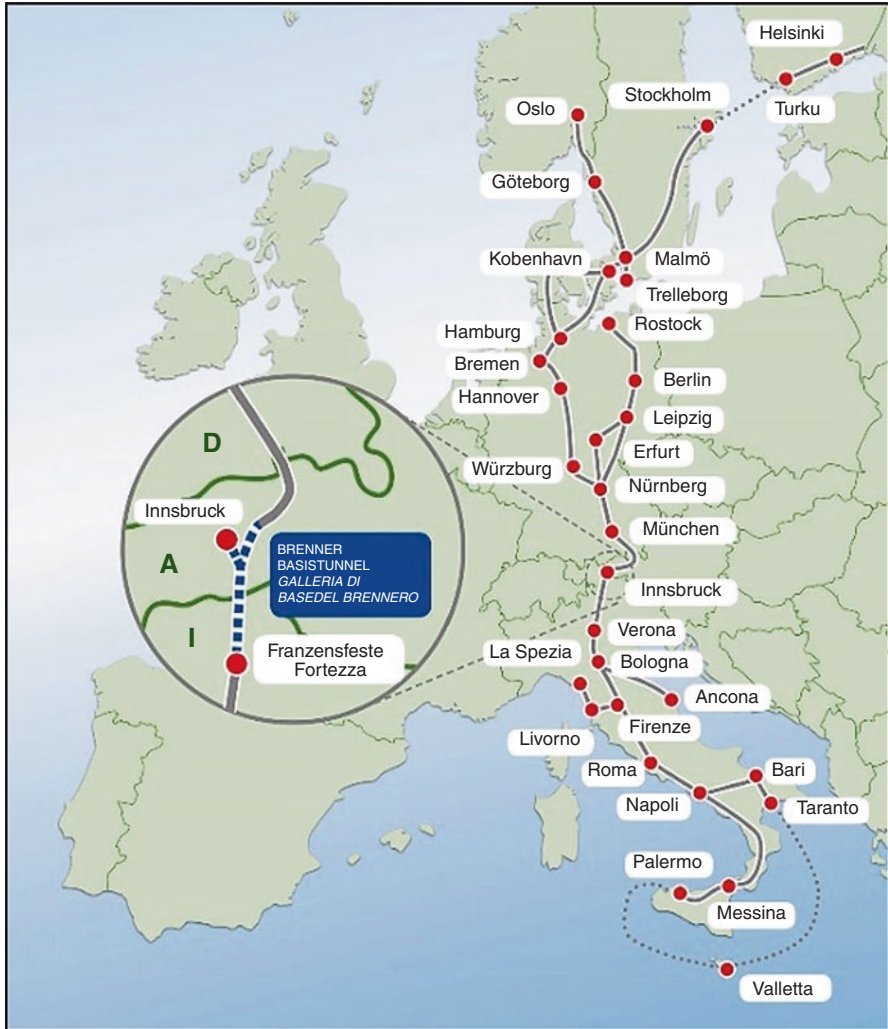 Helsinki
Stockholm
Oslo
Turku
Göteborg
Kobenhavn
Malmö
Trelleborg
Hamburg
Rostock
Bremen
Berlin
Hannover
Leipzig
D
Erfurt
Würzburg
Nürnberg
Innsbruck
München
BRENNER
BASISTUNNEL
GALLERIA DI
BASEDEL BRENNERO
A
Innsbruck
I
Verona
Franzensfeste
Fortezza
La Spezia
Bologna
Ancona
Livorno
Firenze
Roma
Bari
Napoli
Taranto
Palermo
Messina
Valletta